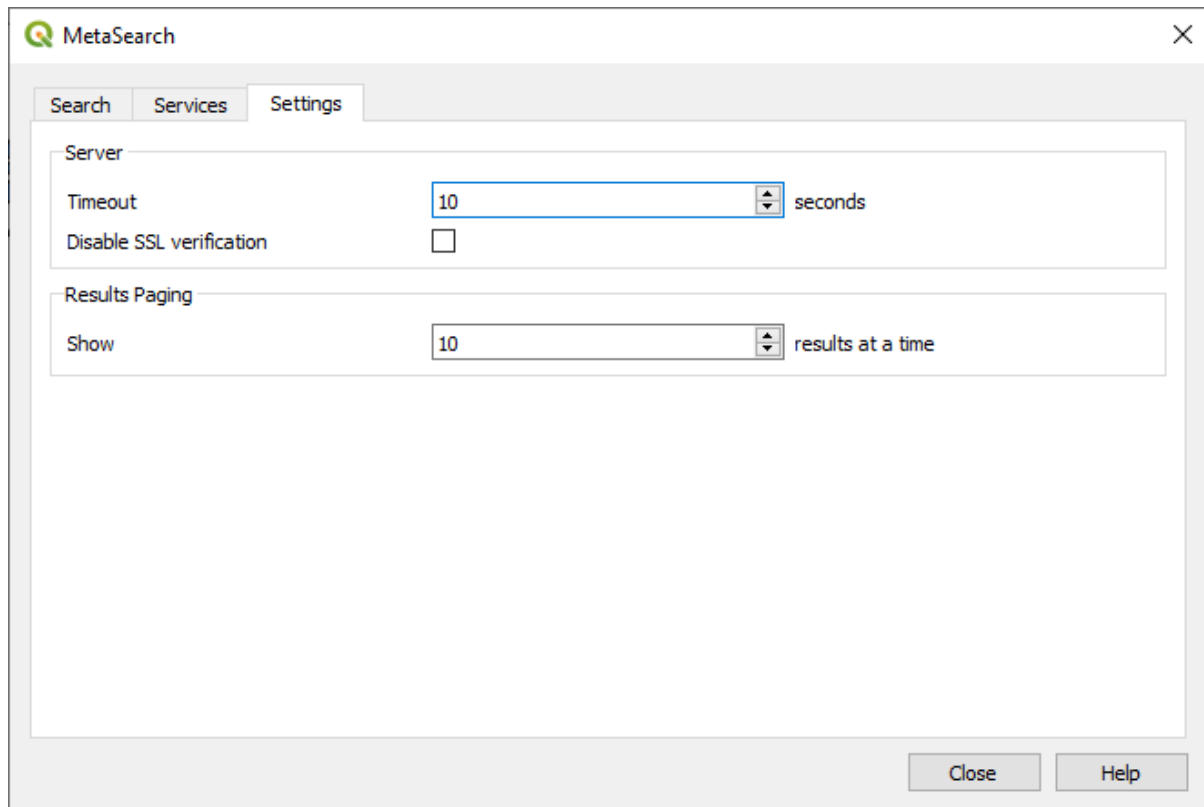 MetaSearch
Search Services Settings
Server
Timeout 10 seconds
Disable SSL verification
Results Paging
Show 10 results at a time
Close Help